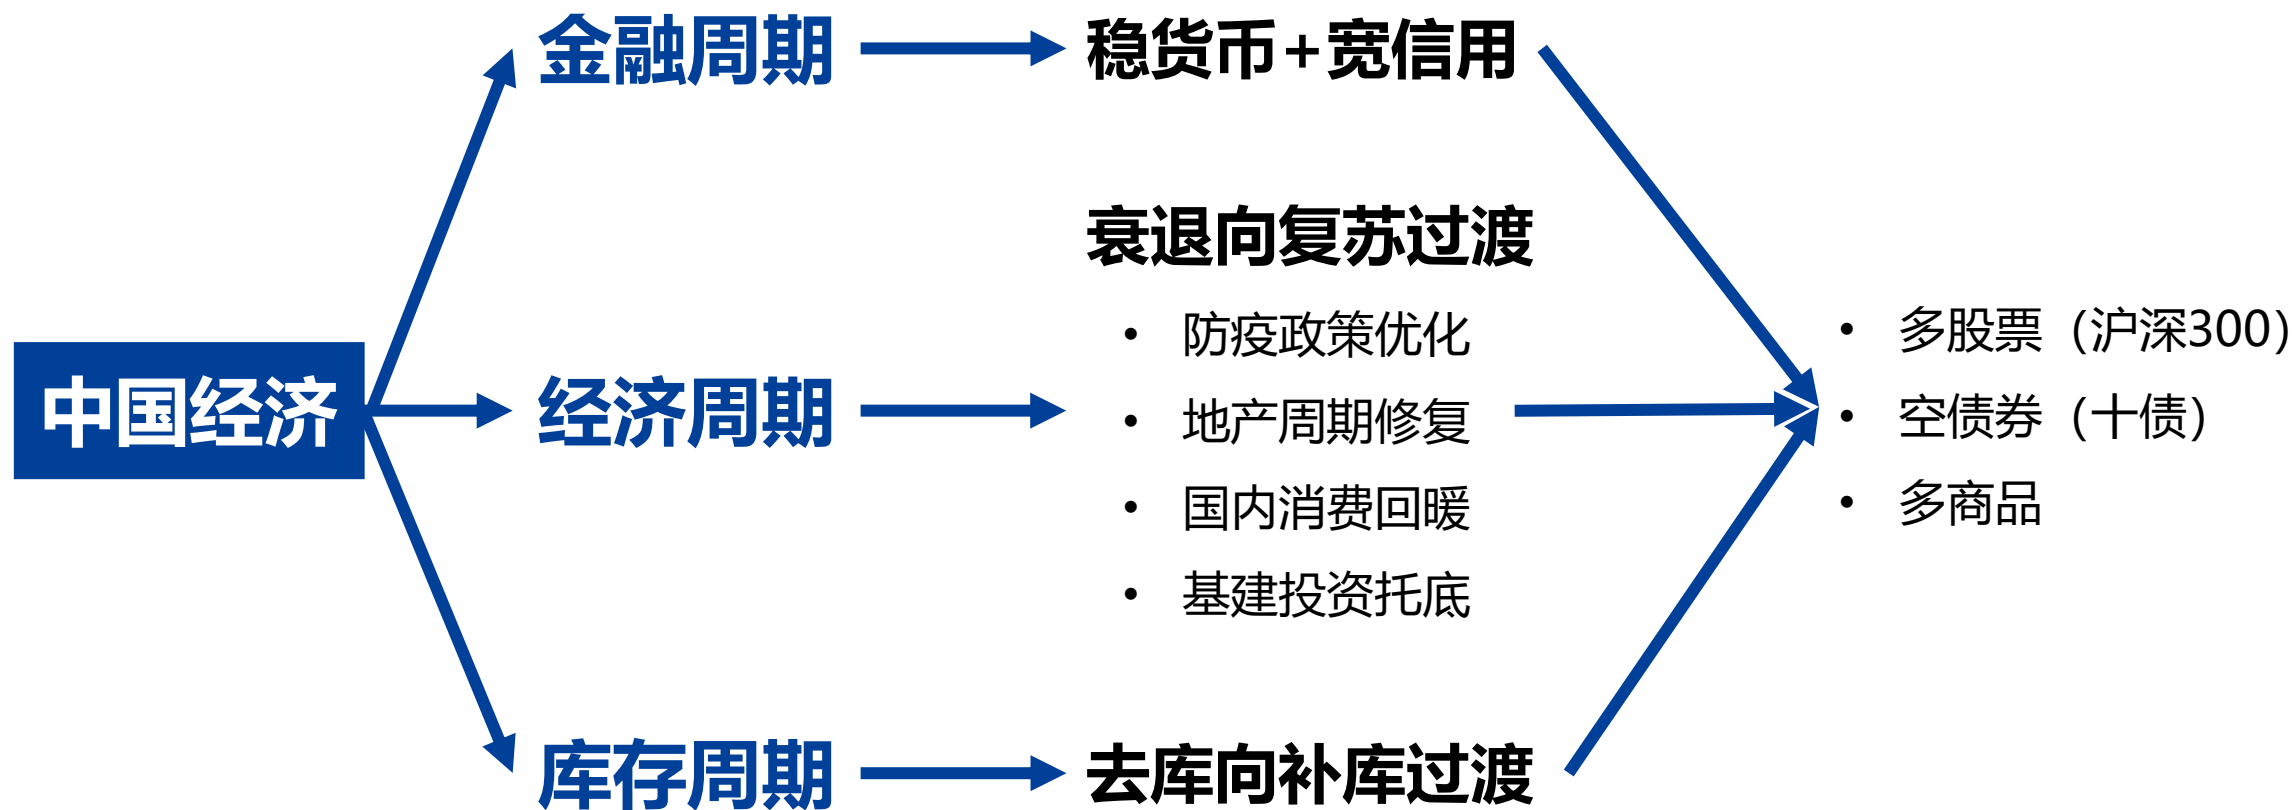 金融周期
稳货币+宽信用
衰退向复苏过渡
• 防疫政策优化
• 地产周期修复
• 国内消费回暖
• 基建投资托底
中国经济
经济周期
库存周期
去库向补库过渡
• 多股票（沪深300）
• 空债券（十债）
• 多商品